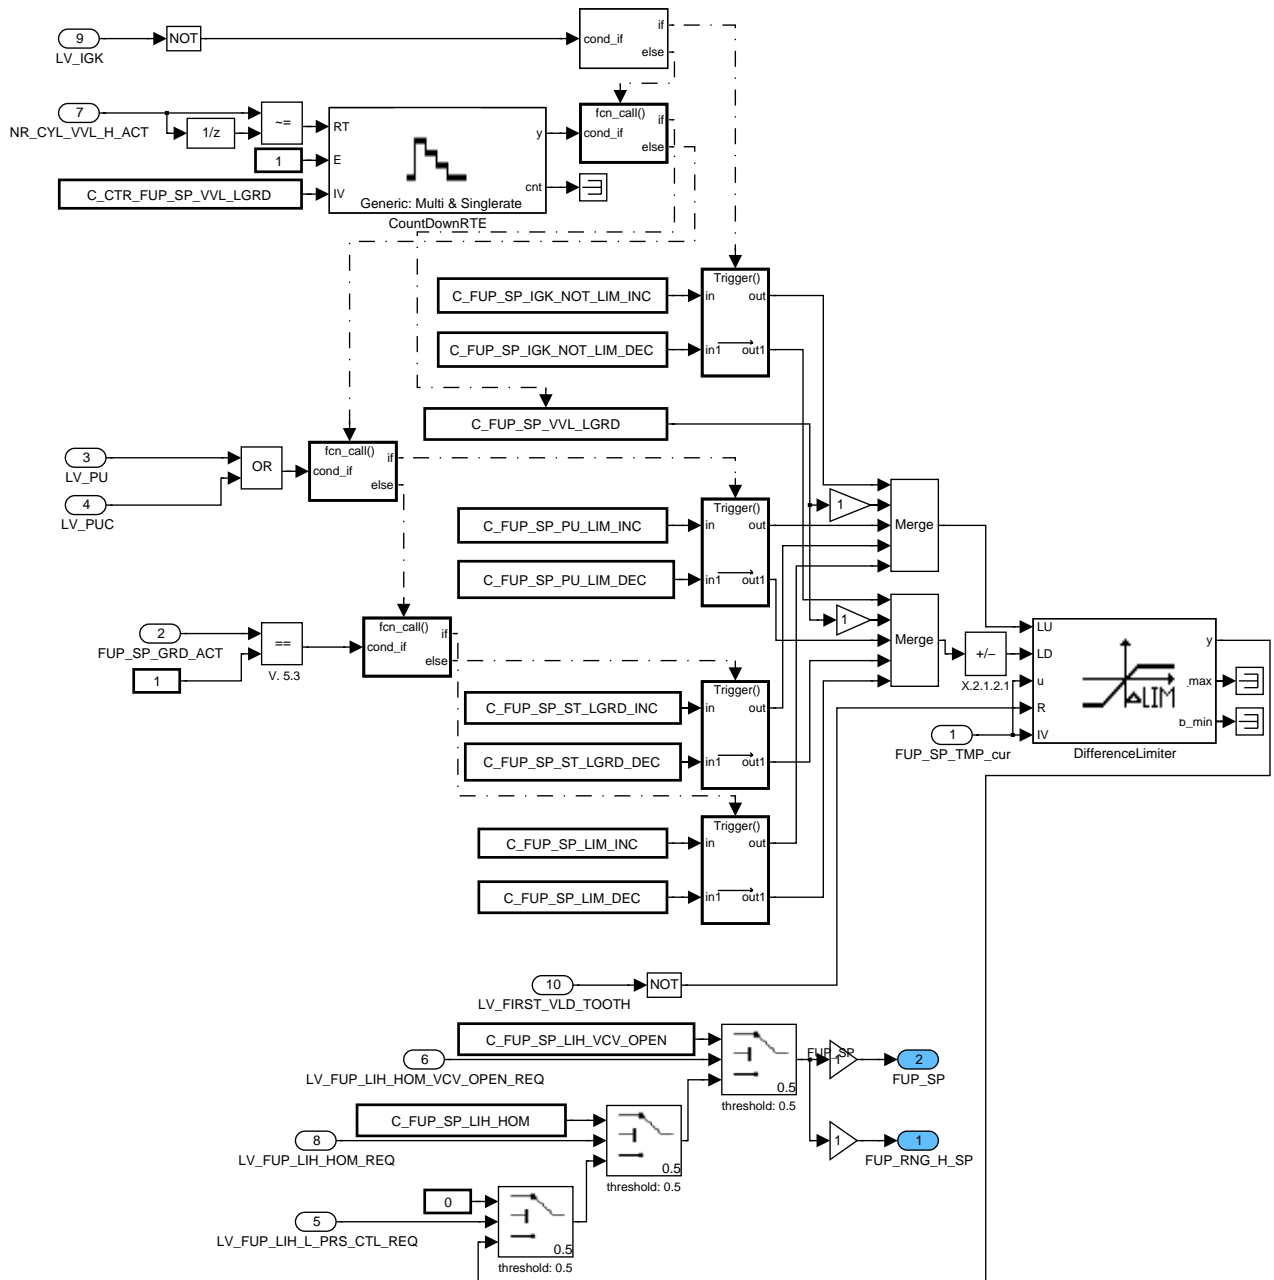 9
LV_IGK
NOT
cond_if
if
else
7
NR_CYL_VVL_H_ACT
1/z
~=
1
C_CTR_FUP_SP_VVL_LGRD
RT
E
IV
y
cnt
Generic: Multi & Singlerate
CountDownRTE
fcn_call()
cond_if
if
else
C_FUP_SP_IGK_NOT_LIM_INC
C_FUP_SP_IGK_NOT_LIM_DEC
Trigger()
in
out
in1
out1
C_FUP_SP_VVL_LGRD
3
LV_PU
4
LV_PUC
OR
fcn_call()
cond_if
if
else
C_FUP_SP_PU_LIM_INC
C_FUP_SP_PU_LIM_DEC
Trigger()
in
out
in1
out1
1
Merge
1
Merge
2
FUP_SP_GRD_ACT
1
==
V. 5.3
fcn_call()
cond_if
if
else
C_FUP_SP_ST_LGRD_INC
C_FUP_SP_ST_LGRD_DEC
Trigger()
in
out
in1
out1
+/–
X.2.1.2.1
1
FUP_SP_TMP_cur
LU
LD
u
R
IV
y
_max
b_min
LIM
DifferenceLimiter
C_FUP_SP_LIM_INC
C_FUP_SP_LIM_DEC
Trigger()
in
out
in1
out1
10
LV_FIRST_VLD_TOOTH
NOT
C_FUP_SP_LIH_VCV_OPEN
6
LV_FUP_LIH_HOM_VCV_OPEN_REQ
0.5
threshold: 0.5
FUP_SP
1
2
FUP_SP
C_FUP_SP_LIH_HOM
8
LV_FUP_LIH_HOM_REQ
0.5
threshold: 0.5
1
1
FUP_RNG_H_SP
0
5
LV_FUP_LIH_L_PRS_CTL_REQ
0.5
threshold: 0.5